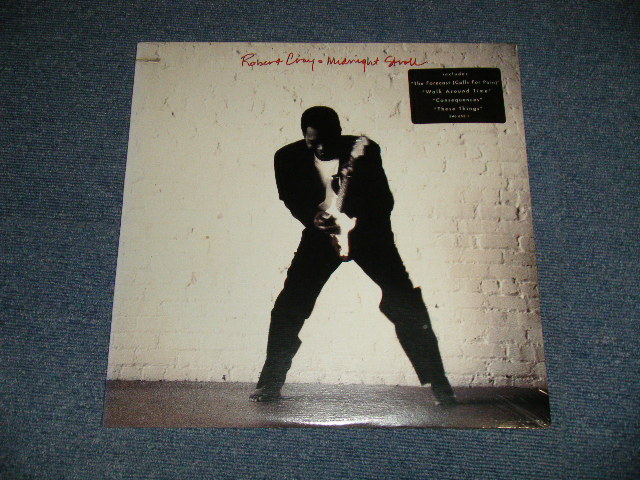 Robert Cray • Midnight Stroll
includes
"The Forecast (Calls For Pain)"
"Walk Around Time"
"Consequences"
"These Things"